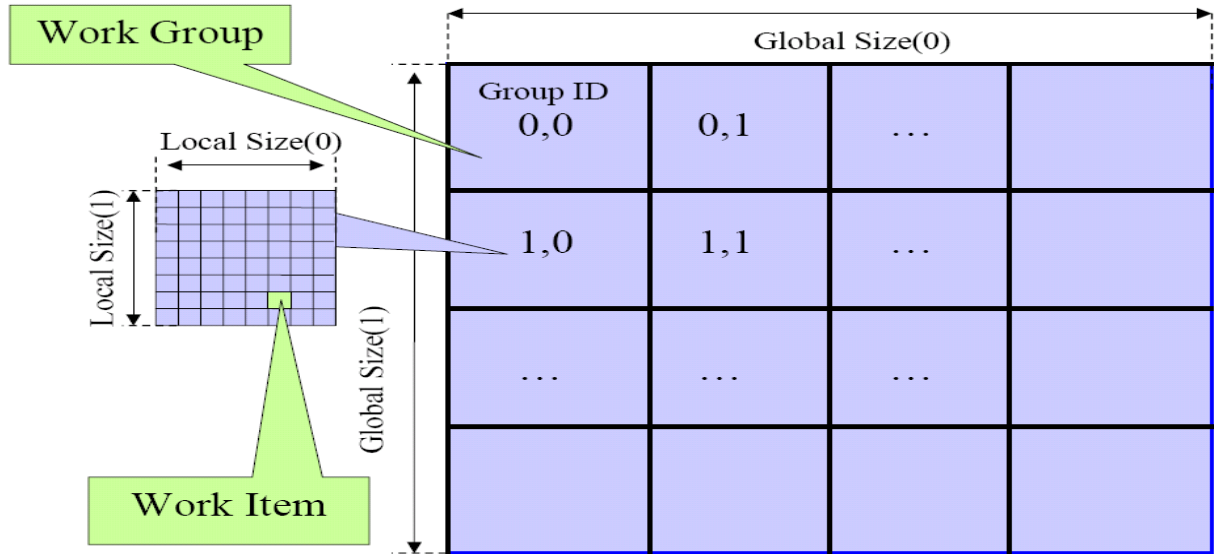 Work Group
Global Size(0)
Group ID
0,0
0,1
...
Local Size(0)
Local Size(1)
1,0
1,1
...
Global Size(1)
...
...
...
Work Item